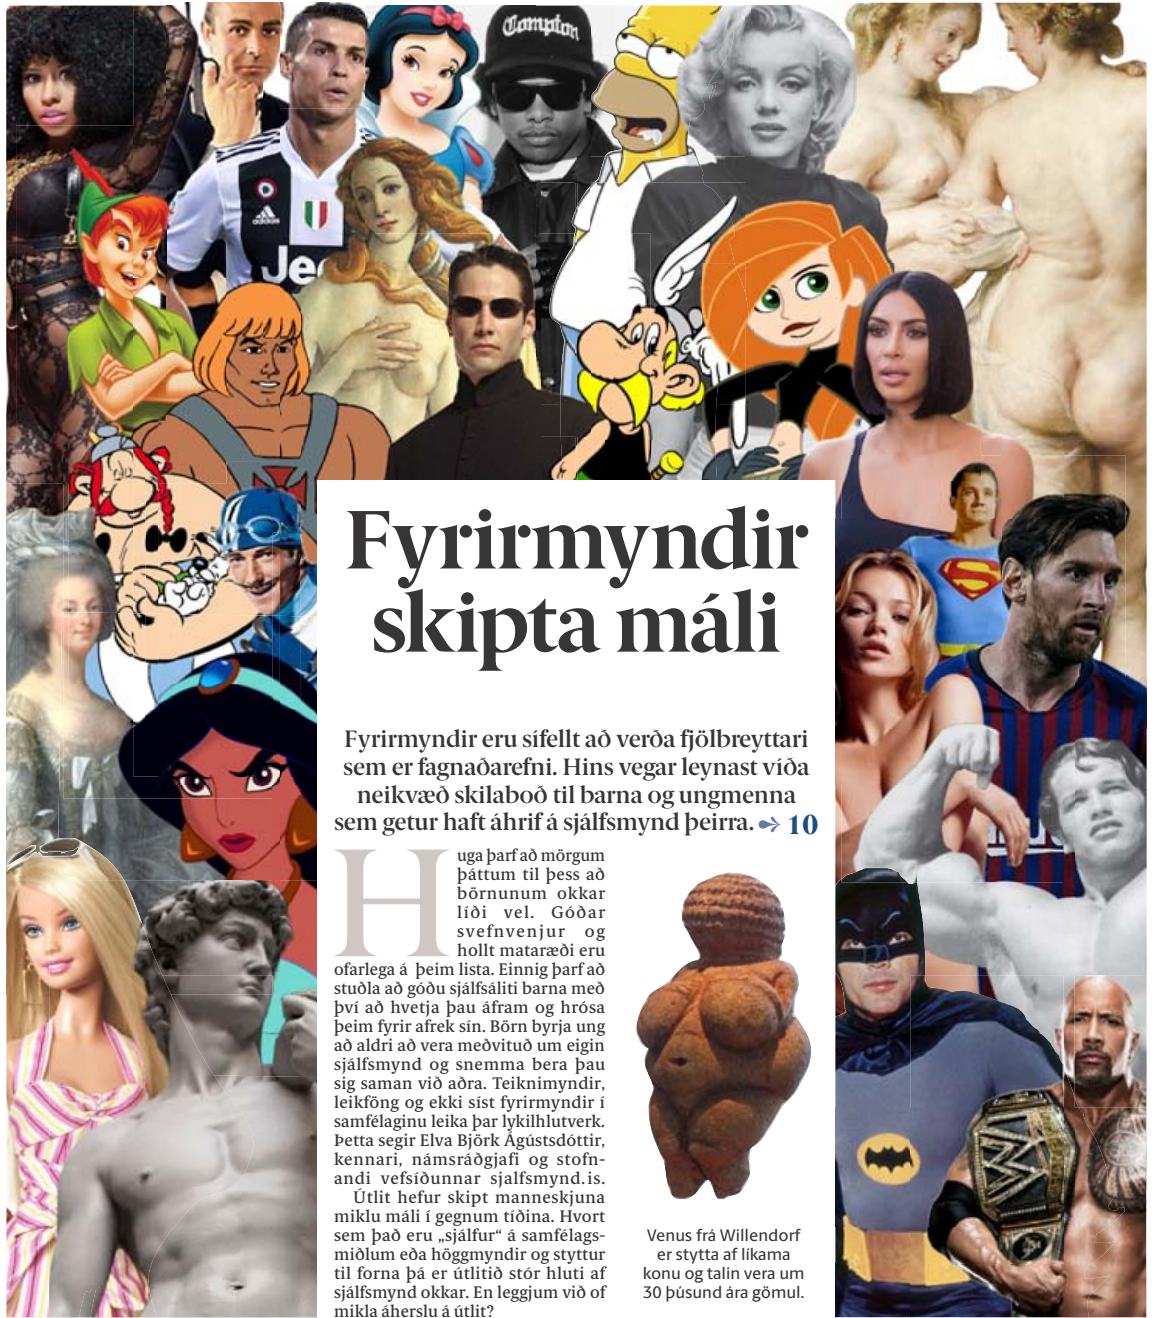 Compton
adidas
Fyrirmyndir
skipta máli
Fyrirmyndir eru sífellt að verða fjölbreyttari
sem er fagnaðarefni. Hins vegar leynast víða
neikvæð skilaboð til barna og ungmenna
sem getur haft áhrif á sjálfsmynd þeirra. 10
Huga þarf að mörgum
þáttum til þess að
börnunum okkar
líði vel. Góðar
svefnvenjur og
hollt mataræði eru
ofarlega á þeim lista. Einnig þarf að
stuðla að góðu sjálfsáliti barna með
því að hvetja þau áfram og hrósa
þeim fyrir afrek sín. Börn byrja ung
að aldri að vera meðvituð um eigin
sjálfsmynd og snemma bera þau
sig saman við aðra. Teiknimyndir,
leikföng og ekki síst fyrirmyndir í
samfélaginu leika þar lykilhlutverk.
Þetta segir Elva Björk Ágústsdóttir,
kennari, námsráðgjafi og stofn-
andi vefsíðunnar sjalfsmynd.is.
Útlit hefur skipt manneskjuna
miklu máli í gegnum tíðina. Hvort
sem það eru „sjálfur“ á samfélags-
miðlum eða höggmyndir og styttur
til forna þá er útlitið stór hluti af
sjálfsmynd okkar. En leggjum við of
mikla áherslu á útlit?
Venus frá Willendorf
er stytta af líkama
konu og talin vera um
30 þúsund ára gömul.